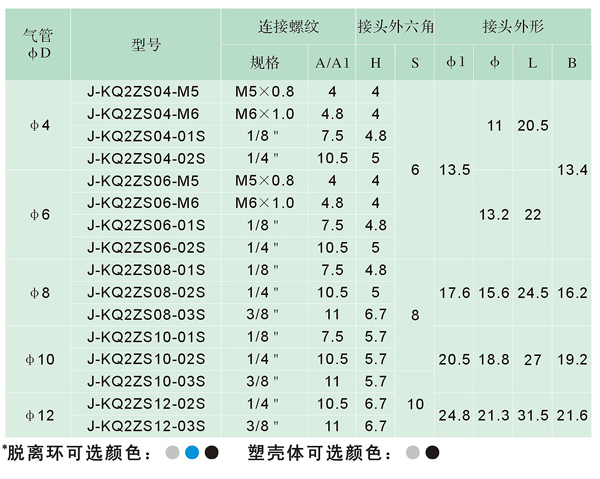 气管 φD 型号 连接螺纹 接头外六角 接头外形
规格 A/A1 H S φ1 φ L B
φ4 J-KQ2ZS04-M5 M5×0.8 4 4 6 13.5 11 20.5 13.4
J-KQ2ZS04-M6 M6×1.0 4.8 4
J-KQ2ZS04-01S 1/8" 7.5 4.8
J-KQ2ZS04-02S 1/4" 10.5 5
φ6 J-KQ2ZS06-M5 M5×0.8 4 4 13.2 22
J-KQ2ZS06-M6 M6×1.0 4.8 4
J-KQ2ZS06-01S 1/8" 7.5 4.8
J-KQ2ZS06-02S 1/4" 10.5 5
φ8 J-KQ2ZS08-01S 1/8" 7.5 4.8 8 17.6 15.6 24.5 16.2
J-KQ2ZS08-02S 1/4" 10.5 5
J-KQ2ZS08-03S 3/8" 11 6.7
φ10 J-KQ2ZS10-01S 1/8" 7.5 5.7 20.5 18.8 27 19.2
J-KQ2ZS10-02S 1/4" 10.5 5.7
J-KQ2ZS10-03S 3/8" 11 5.7 10
φ12 J-KQ2ZS12-02S 1/4" 10.5 6.7 24.8 21.3 31.5 21.6
J-KQ2ZS12-03S 3/8" 11 6.7
*脱离环可选颜色： 塑壳体可选颜色：